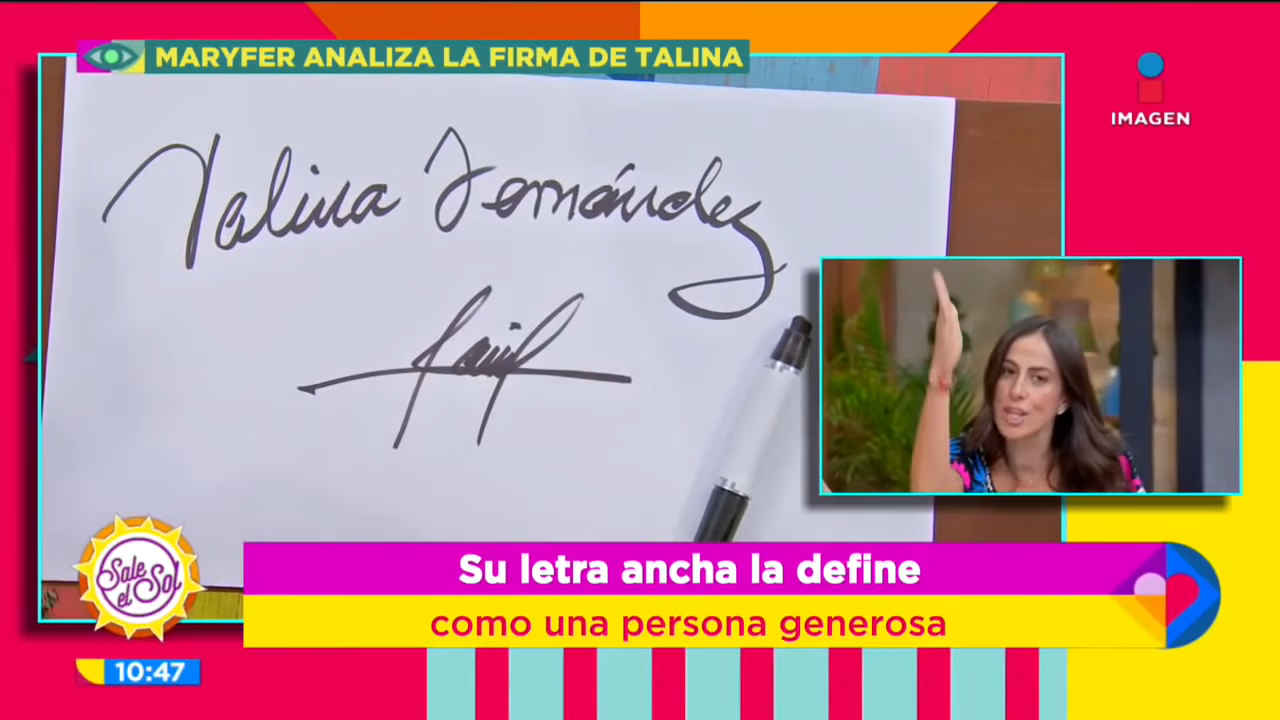 MARYFER ANALIZA LA FIRMA DE TALINA
IMAGEN
Talina Fernández
Sale
el Sol
Su letra ancha la define
como una persona generosa
10:47